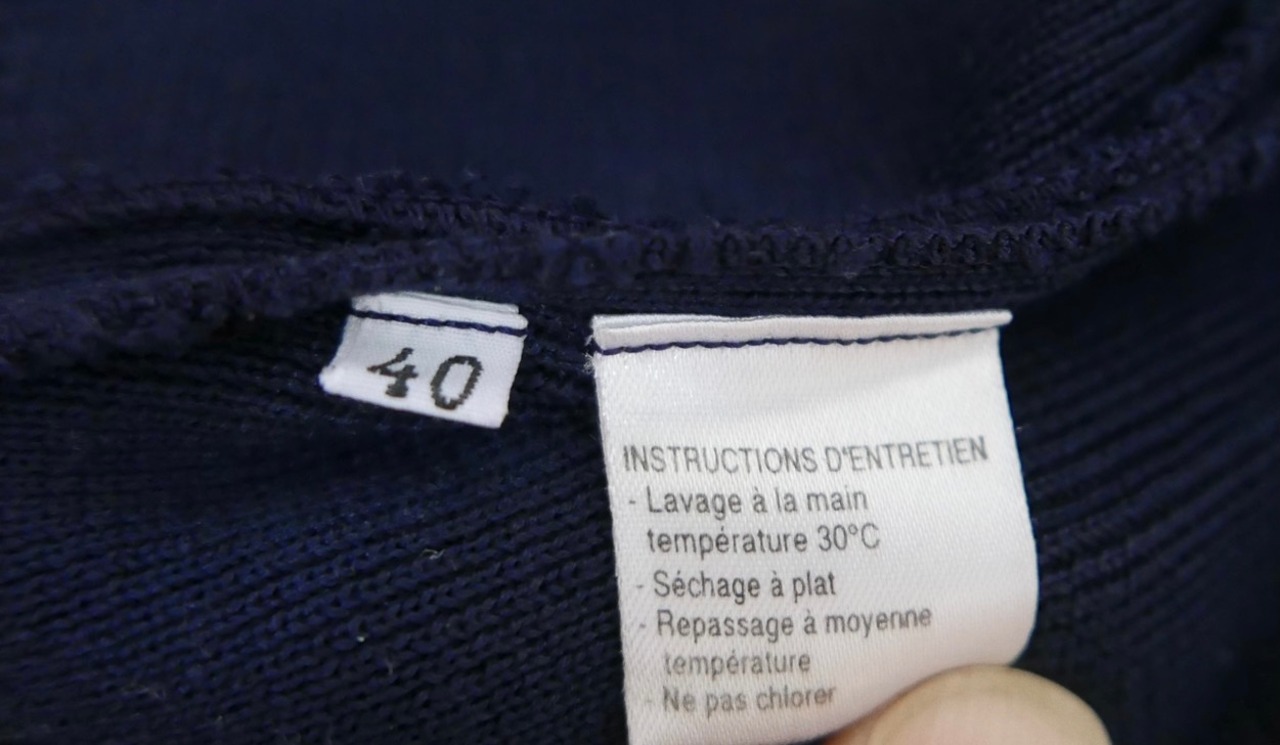 40
INSTRUCTIONS D'ENTRETIEN
- Lavage à la main
température 30°C
- Séchage à plat
- Repassage à moyenne
température
- Ne pas chlorer